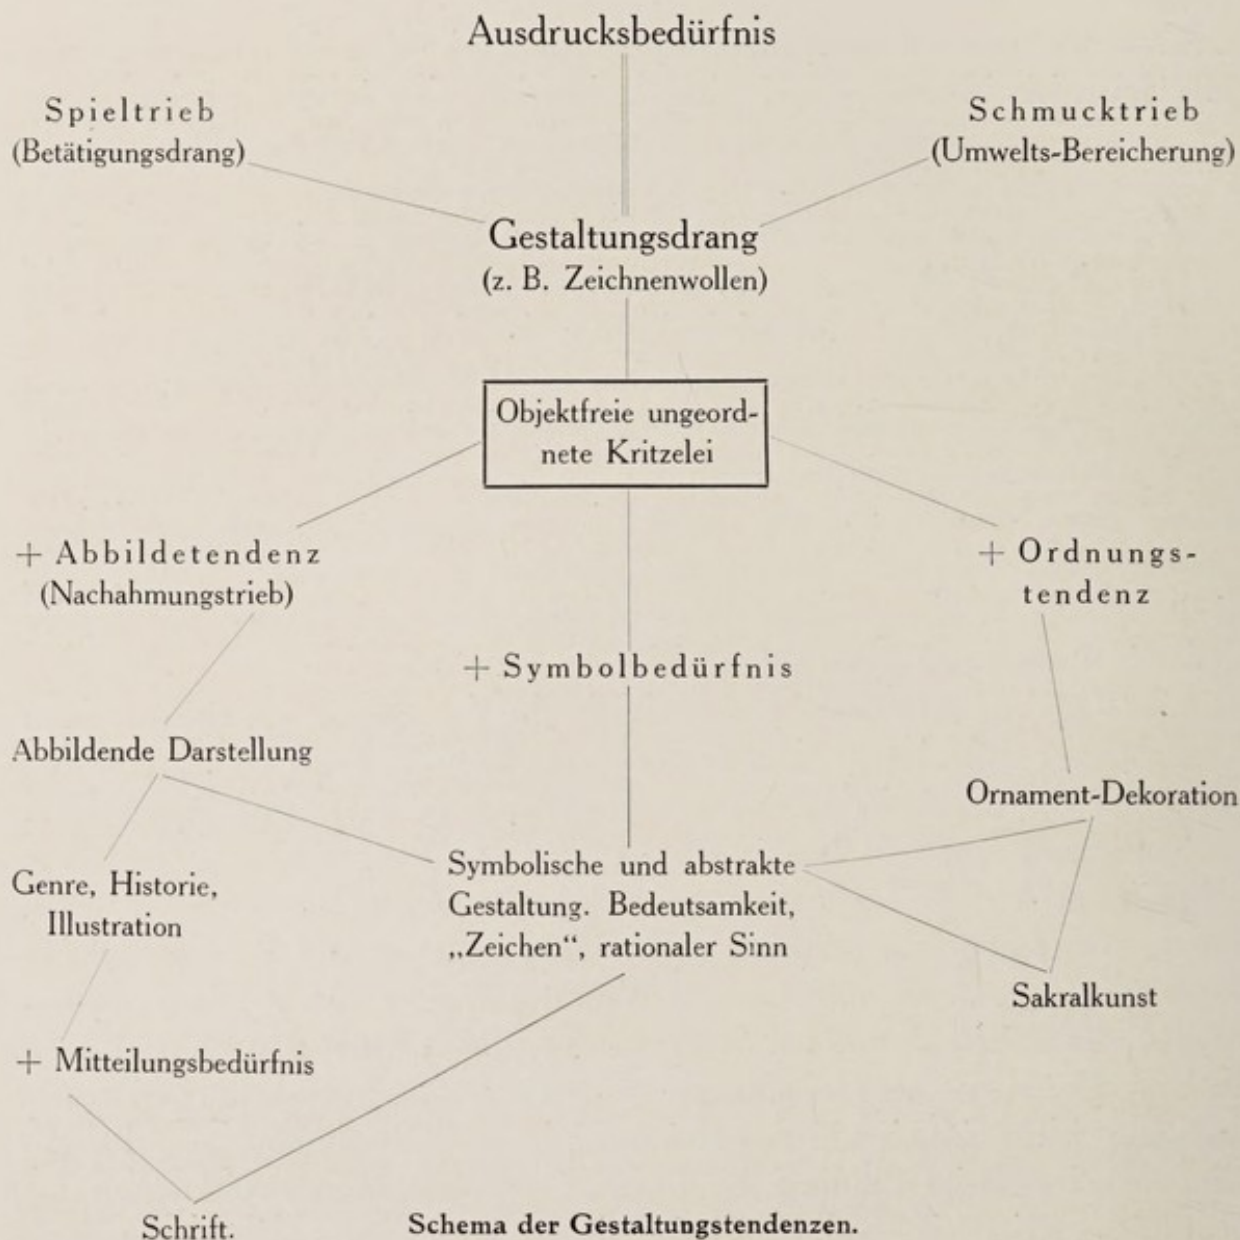 Ausdrucksbedürfnis
Spieltrieb
(Betätigungsdrang)
Schmucktrieb
(Umwelts-Bereicherung)
Gestaltungsdrang
(z. B. Zeichnenwollen)
Objektfreie ungeord-
nete Kritzelei
+ Abbildetendenz
(Nachahmungstrieb)
+ Ordnungs-
tendenz
+ Symbolbedürfnis
Abbildende Darstellung
Ornament-Dekoration
Symbolische und abstrakte
Gestaltung. Bedeutsamkeit,
„Zeichen“, rationaler Sinn
Genre, Historie,
Illustration
Sakralkunst
+ Mitteilungsbedürfnis
Schrift.
Schema der Gestaltungstendenzen.